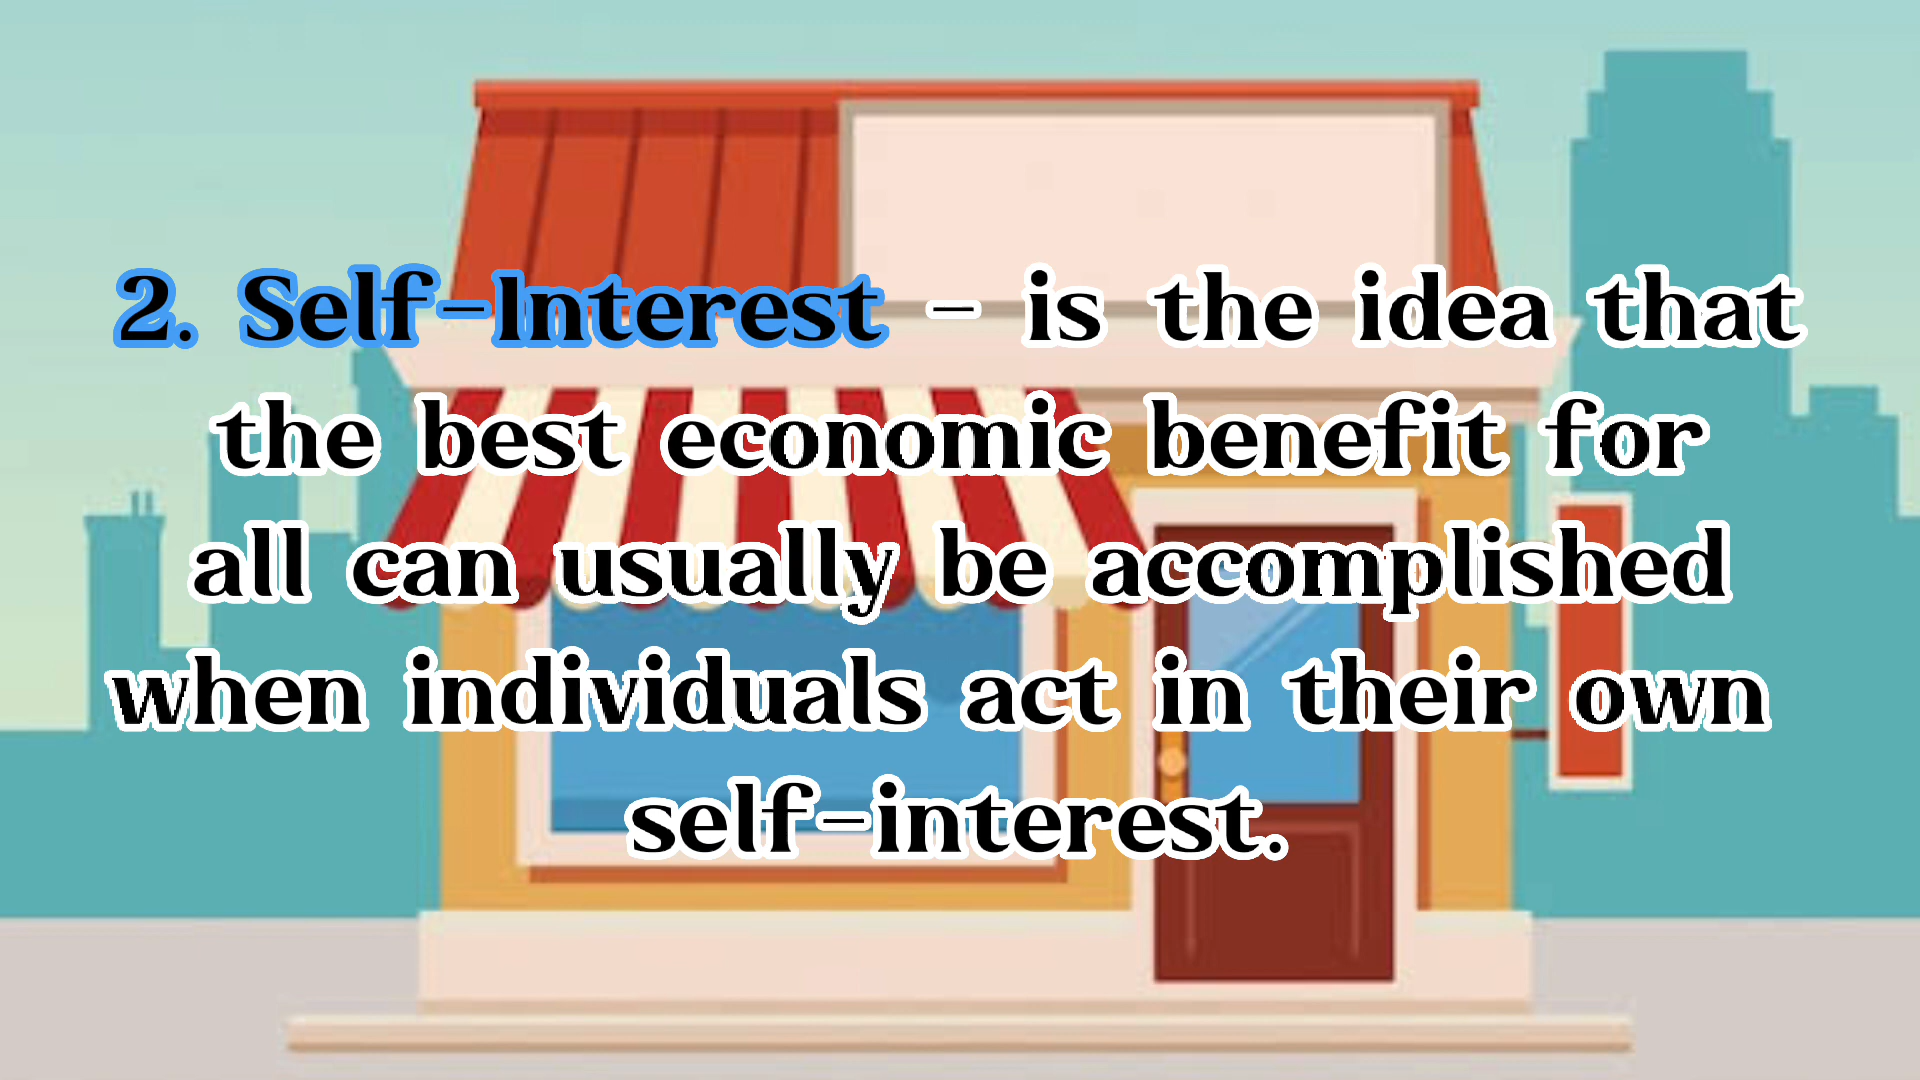 2. Self-Interest - is the idea that
the best economic benefit for
all can usually be accomplished
when individuals act in their own
self-interest.